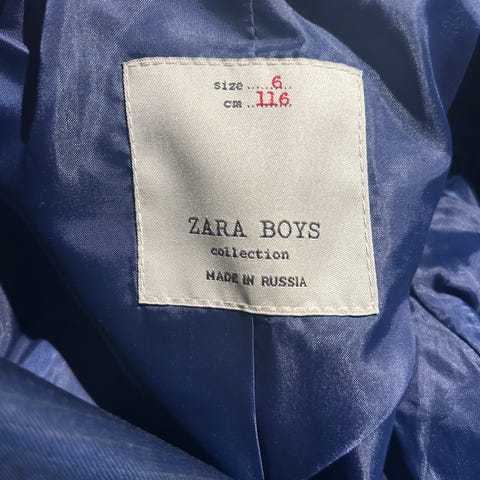 size ..... 6 .
cm .. 116 .
ZARA BOYS
collection
MADE IN RUSSIA